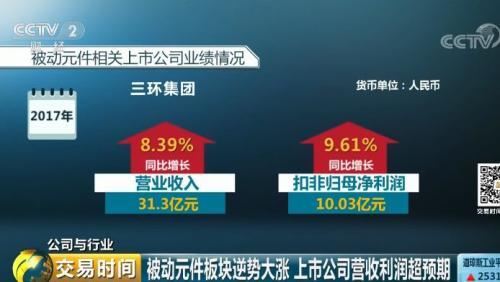 CCTV 2
财经
CCTV
被动元件相关上市公司业绩情况
2017年
三环集团
货币单位：人民币
8.39%
同比增长
营业收入
31.3亿元
9.61%
同比增长
扣非归母净利润
10.03亿元
交易时间
公司与行业
交易时间
被动元件板块逆势大涨 上市公司营收利润超预期
道琼斯工业平
▲2531